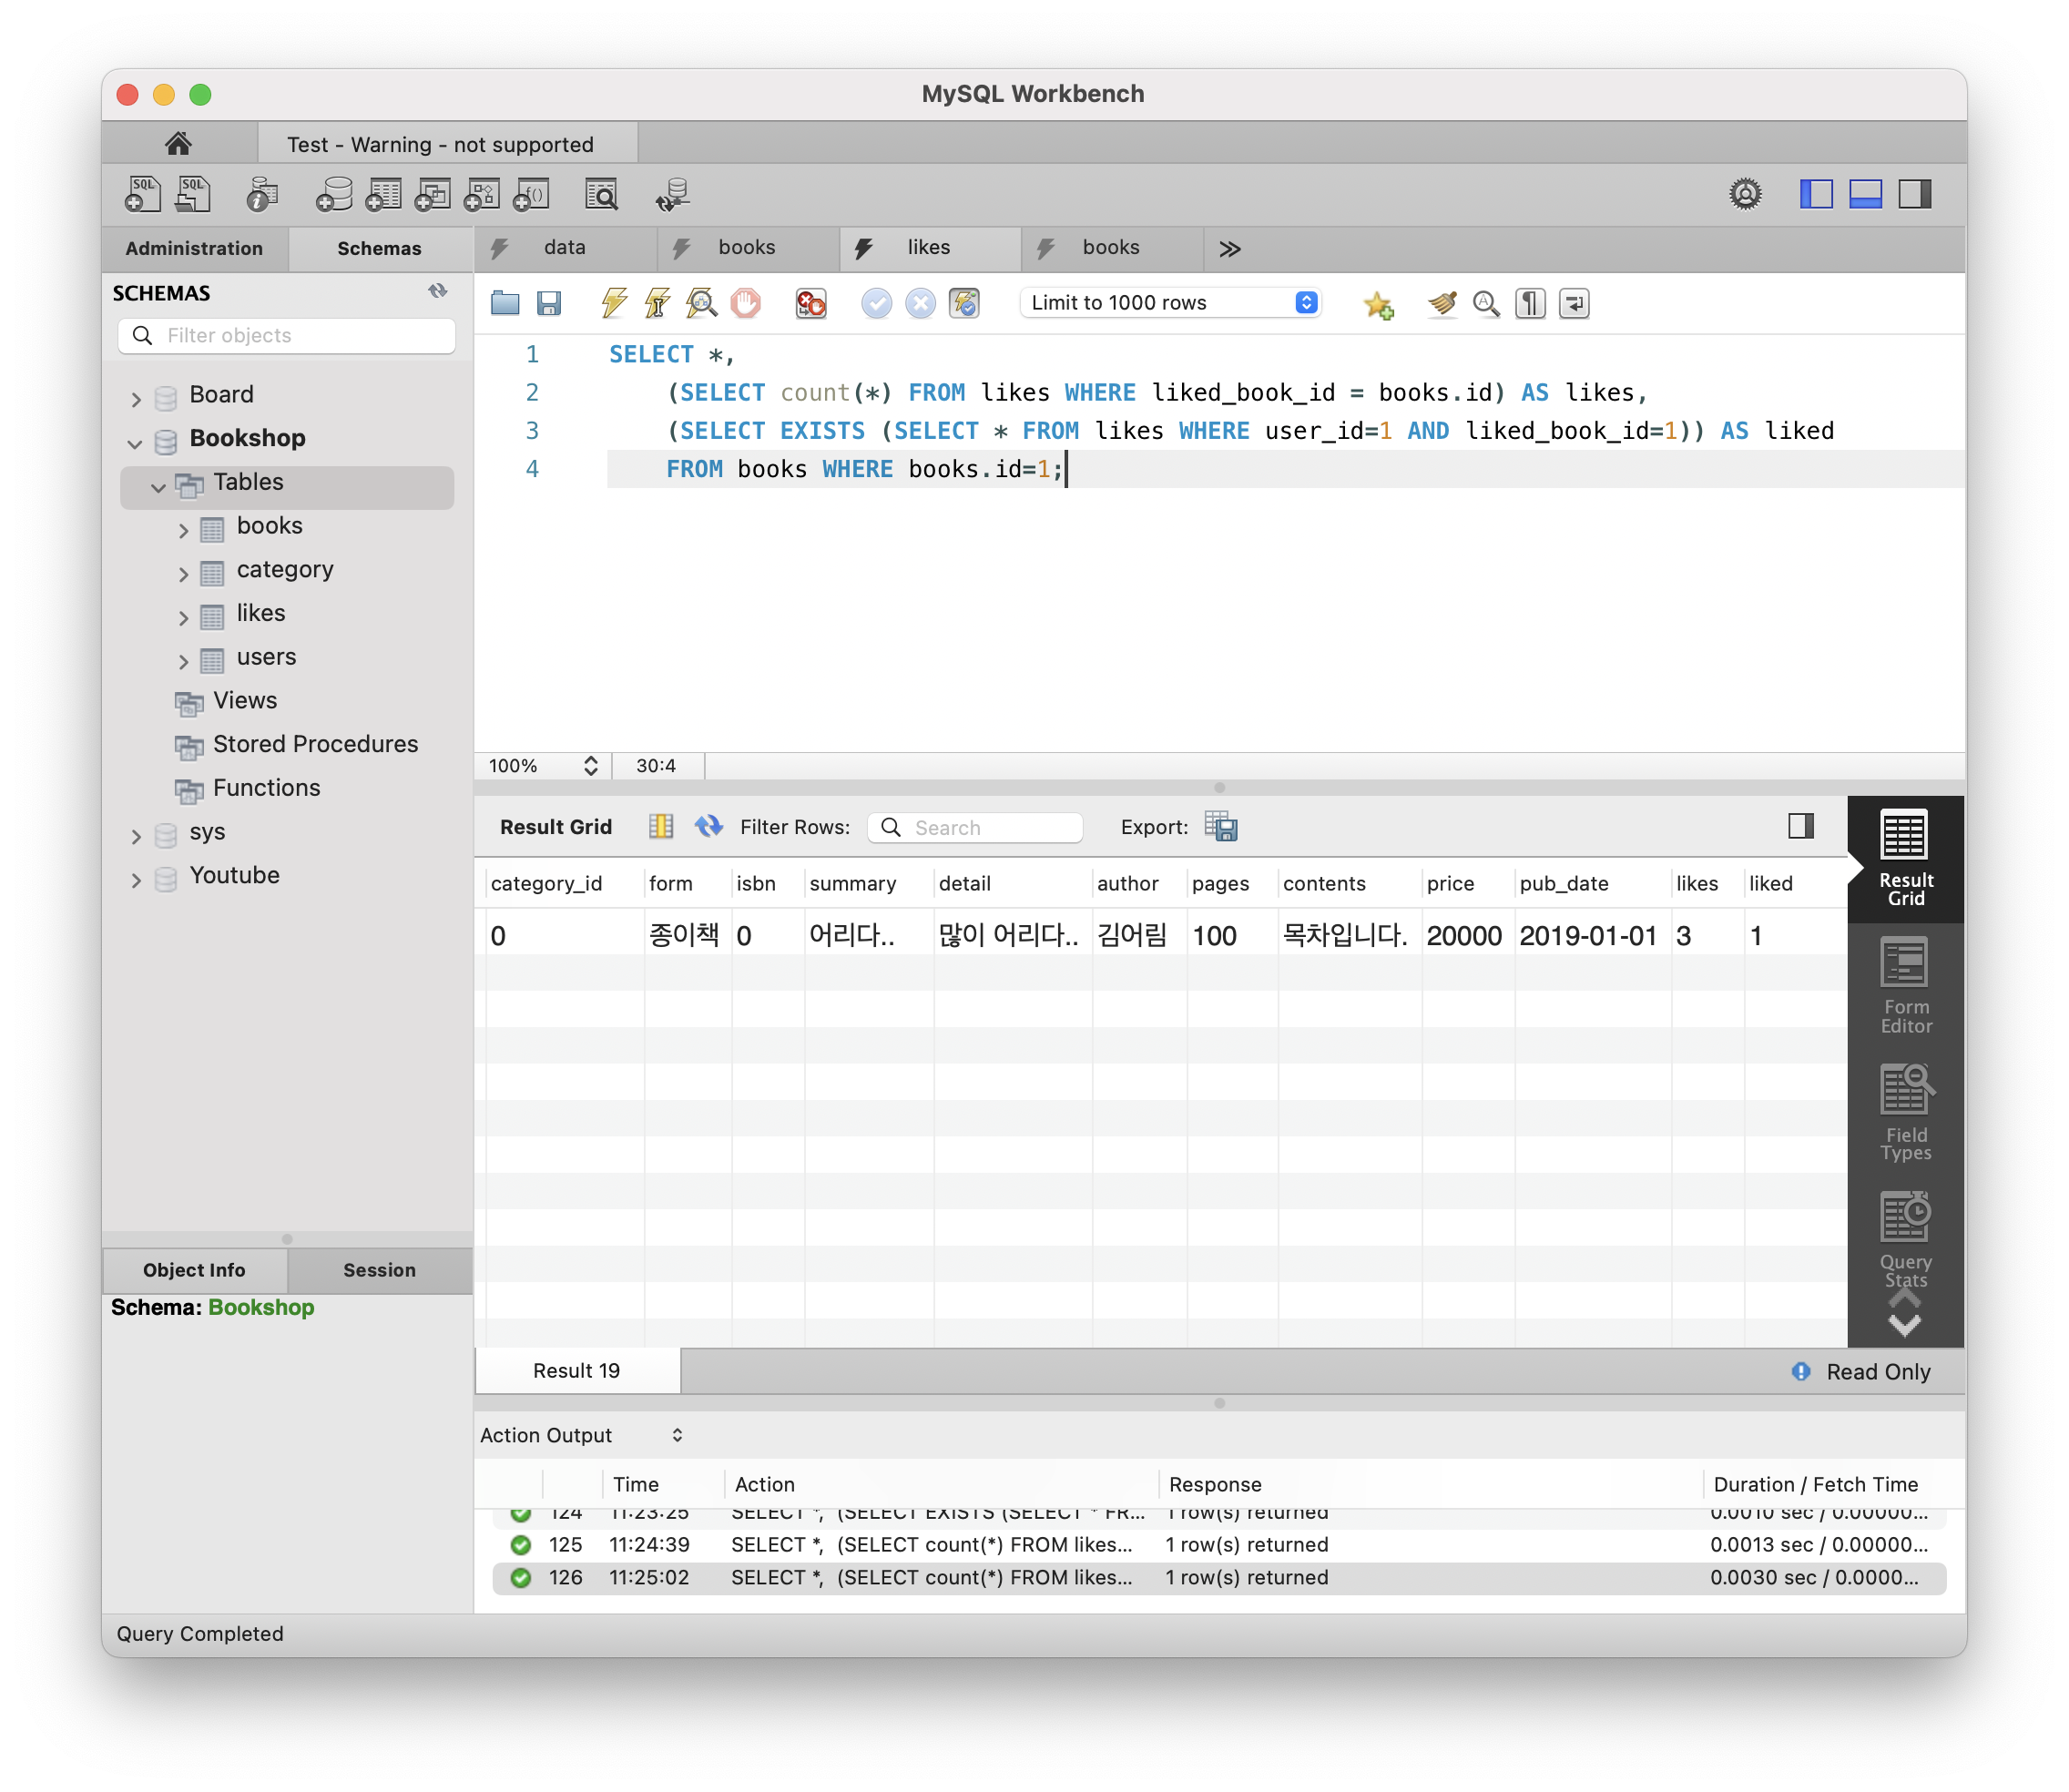 MySQL Workbench
Test - Warning - not supported
Administration
Schemas
data
books
likes
books
SCHEMAS
Filter objects
Board
Bookshop
Tables
books
category
likes
users
Views
Stored Procedures
Functions
sys
Youtube
Object Info
Session
Schema: Bookshop
Limit to 1000 rows
1 SELECT *,
2 (SELECT count(*) FROM likes WHERE liked_book_id = books.id) AS likes,
3 (SELECT EXISTS (SELECT * FROM likes WHERE user_id=1 AND liked_book_id=1)) AS liked
4 FROM books WHERE books.id=1;
100% 30:4
Result Grid Filter Rows: Search Export:
category_id form isbn summary detail author pages contents price pub_date likes liked
0 종이책 0 어리다.. 많이 어리다.. 김어림 100 목차입니다. 20000 2019-01-01 3 1
Result
Grid
Form
Editor
Field
Types
Query
Stats
Result 19
Read Only
Action Output
Time Action Response Duration / Fetch Time
124 11:23:25 SELECT *, (SELECT EXISTS (SELECT * FR... 1 row(s) returned 0.0010 sec / 0.00000...
125 11:24:39 SELECT *, (SELECT count(*) FROM likes... 1 row(s) returned 0.0013 sec / 0.00000...
126 11:25:02 SELECT *, (SELECT count(*) FROM likes... 1 row(s) returned 0.0030 sec / 0.0000...
Query Completed